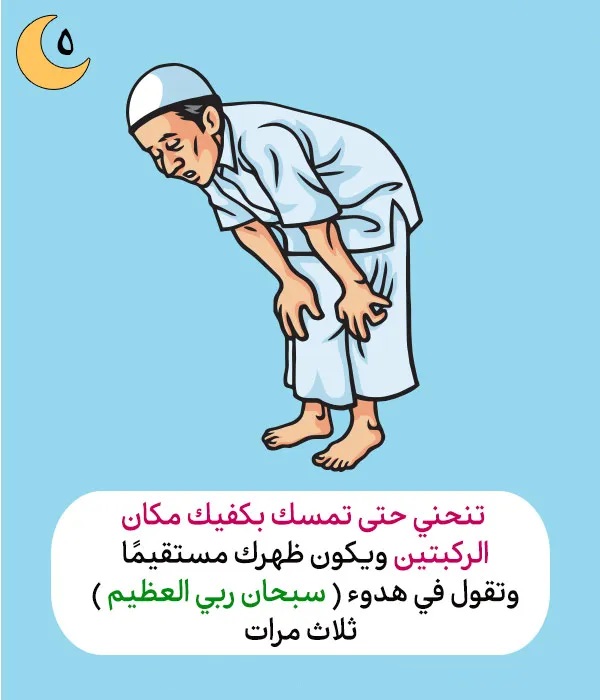 ٥
تنحني حتى تمسك بكفيك مكان
الركبتين ويكون ظهرك مستقيمًا
وتقول في هدوء ( سبحان ربي العظيم )
ثلاث مرات